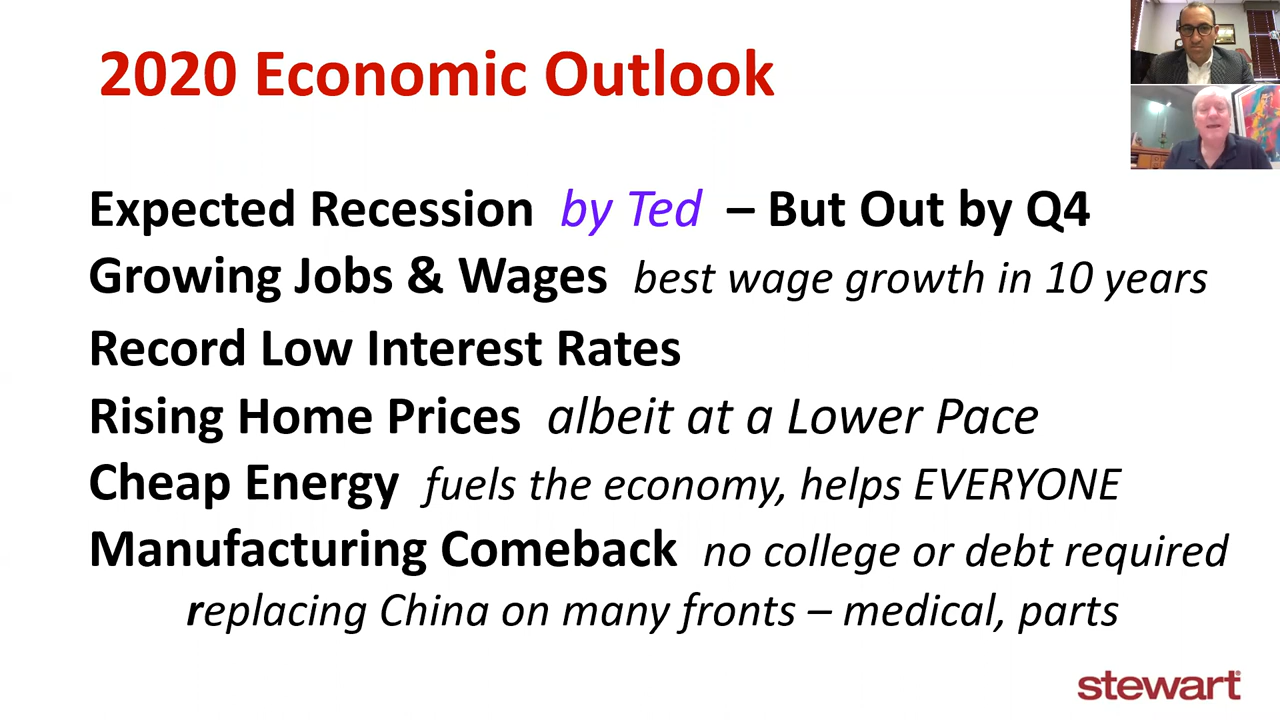 2020 Economic Outlook
Expected Recession by Ted – But Out by Q4
Growing Jobs & Wages best wage growth in 10 years
Record Low Interest Rates
Rising Home Prices albeit at a Lower Pace
Cheap Energy fuels the economy, helps EVERYONE
Manufacturing Comeback no college or debt required
replacing China on many fronts – medical, parts
stewart